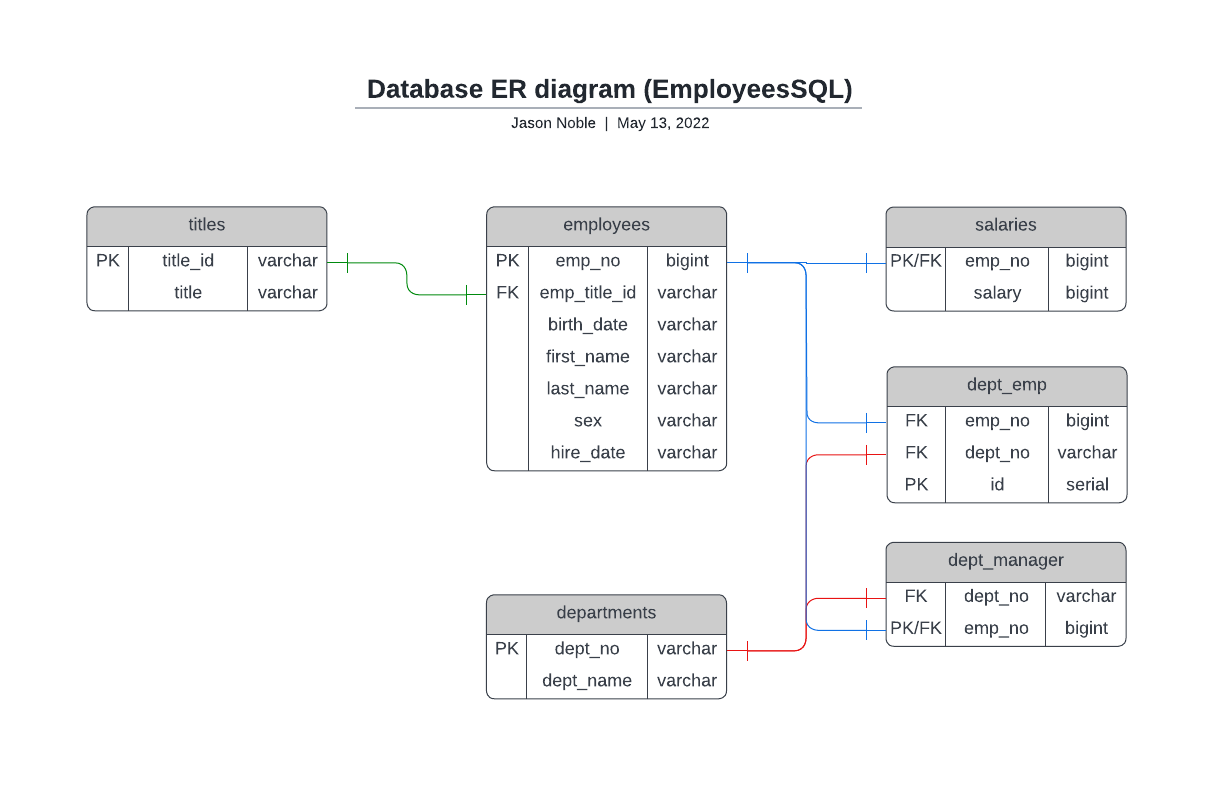 Database ER diagram (EmployeesSQL)
Jason Noble | May 13, 2022
titles
PK title_id varchar
title varchar
employees
PK emp_no bigint
FK emp_title_id varchar
birth_date varchar
first_name varchar
last_name varchar
sex varchar
hire_date varchar
salaries
PK/FK emp_no bigint
salary bigint
dept_emp
FK emp_no bigint
FK dept_no varchar
PK id serial
departments
PK dept_no varchar
dept_name varchar
dept_manager
FK dept_no varchar
PK/FK emp_no bigint